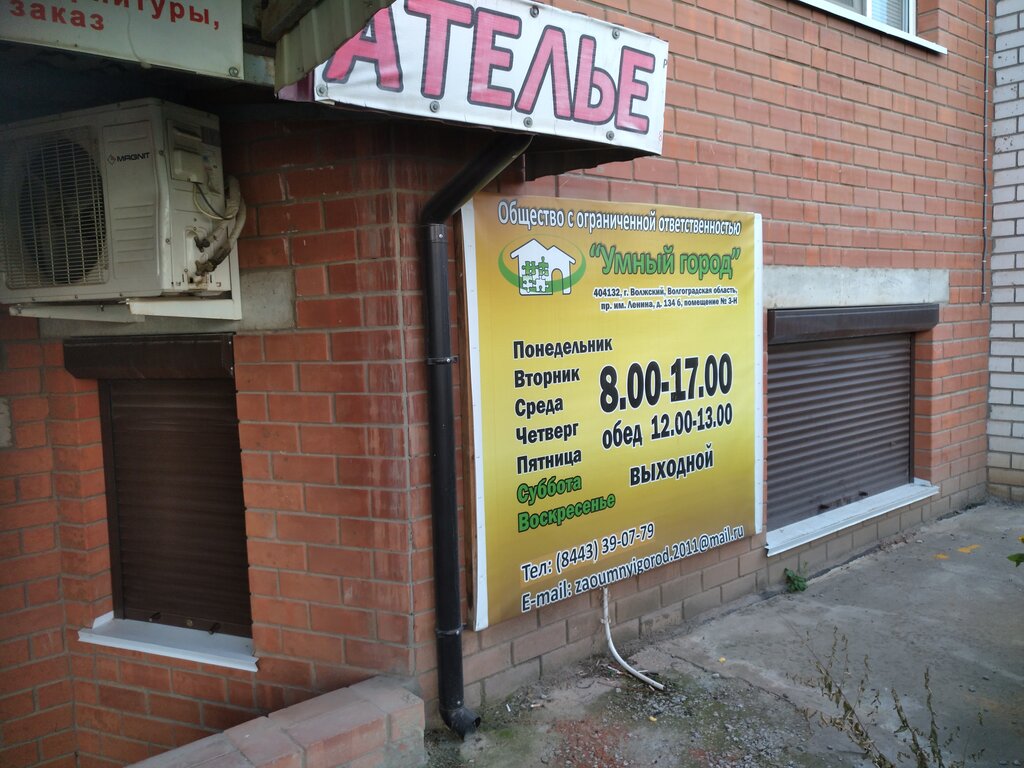 заказ
АТЕЛЬЕ
MAGNIT
Общество с ограниченной ответственностью
"Умный город"
404132, г. Волжский, Волгоградская область,
пр. им. Ленина, д. 134 б, помещение № 3-Н
Понедельник
Вторник
Среда
Четверг
Пятница
8.00-17.00
обед 12.00-13.00
Суббота
Воскресенье
выходной
Тел: (8443) 39-07-79
E-mail: zaoumnyigorod.2011@mail.ru